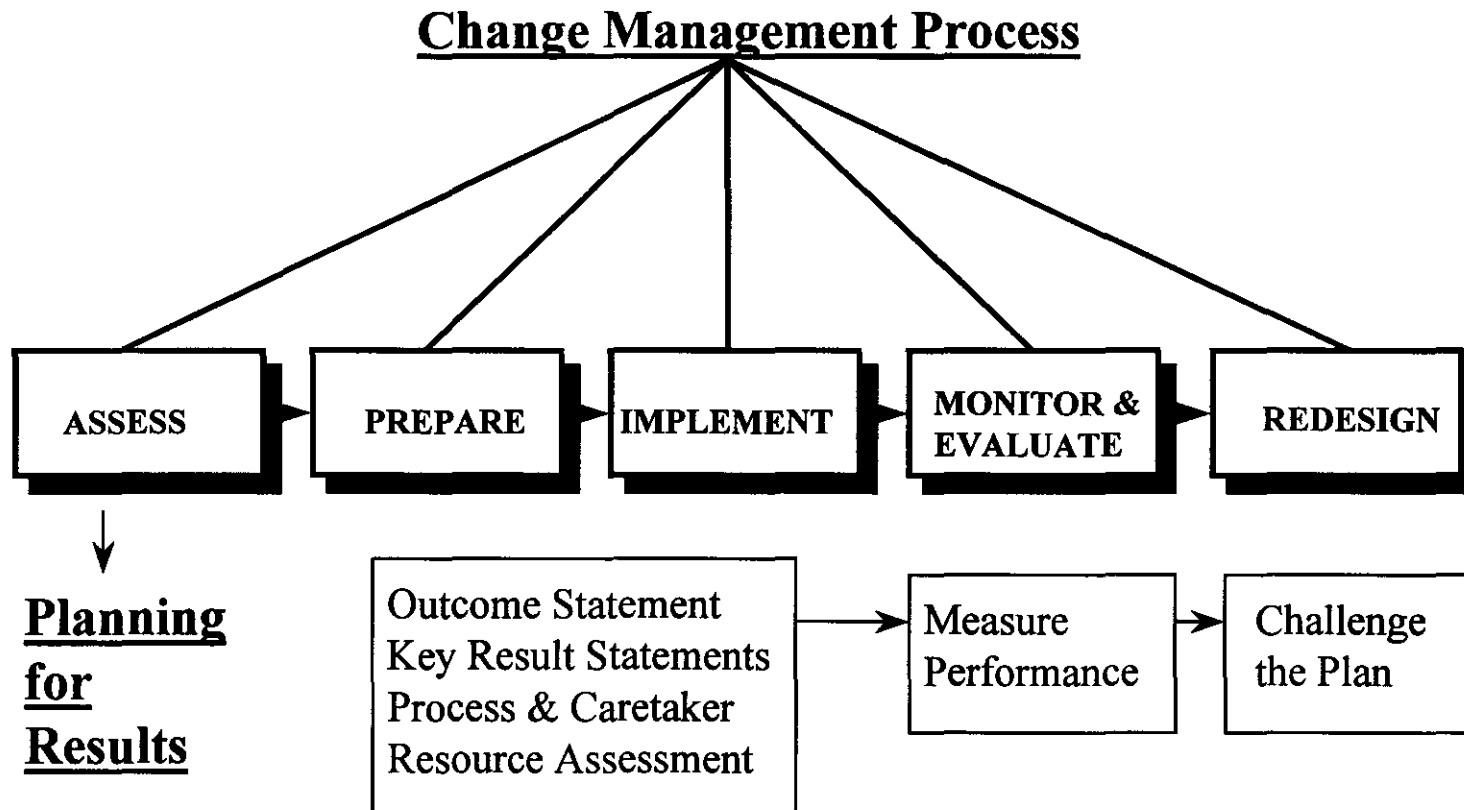 Change Management Process
ASSESS
PREPARE
IMPLEMENT
MONITOR &
EVALUATE
REDESIGN
Planning
for
Results
Outcome Statement
Key Result Statements
Process & Caretaker
Resource Assessment
Measure
Performance
Challenge
the Plan